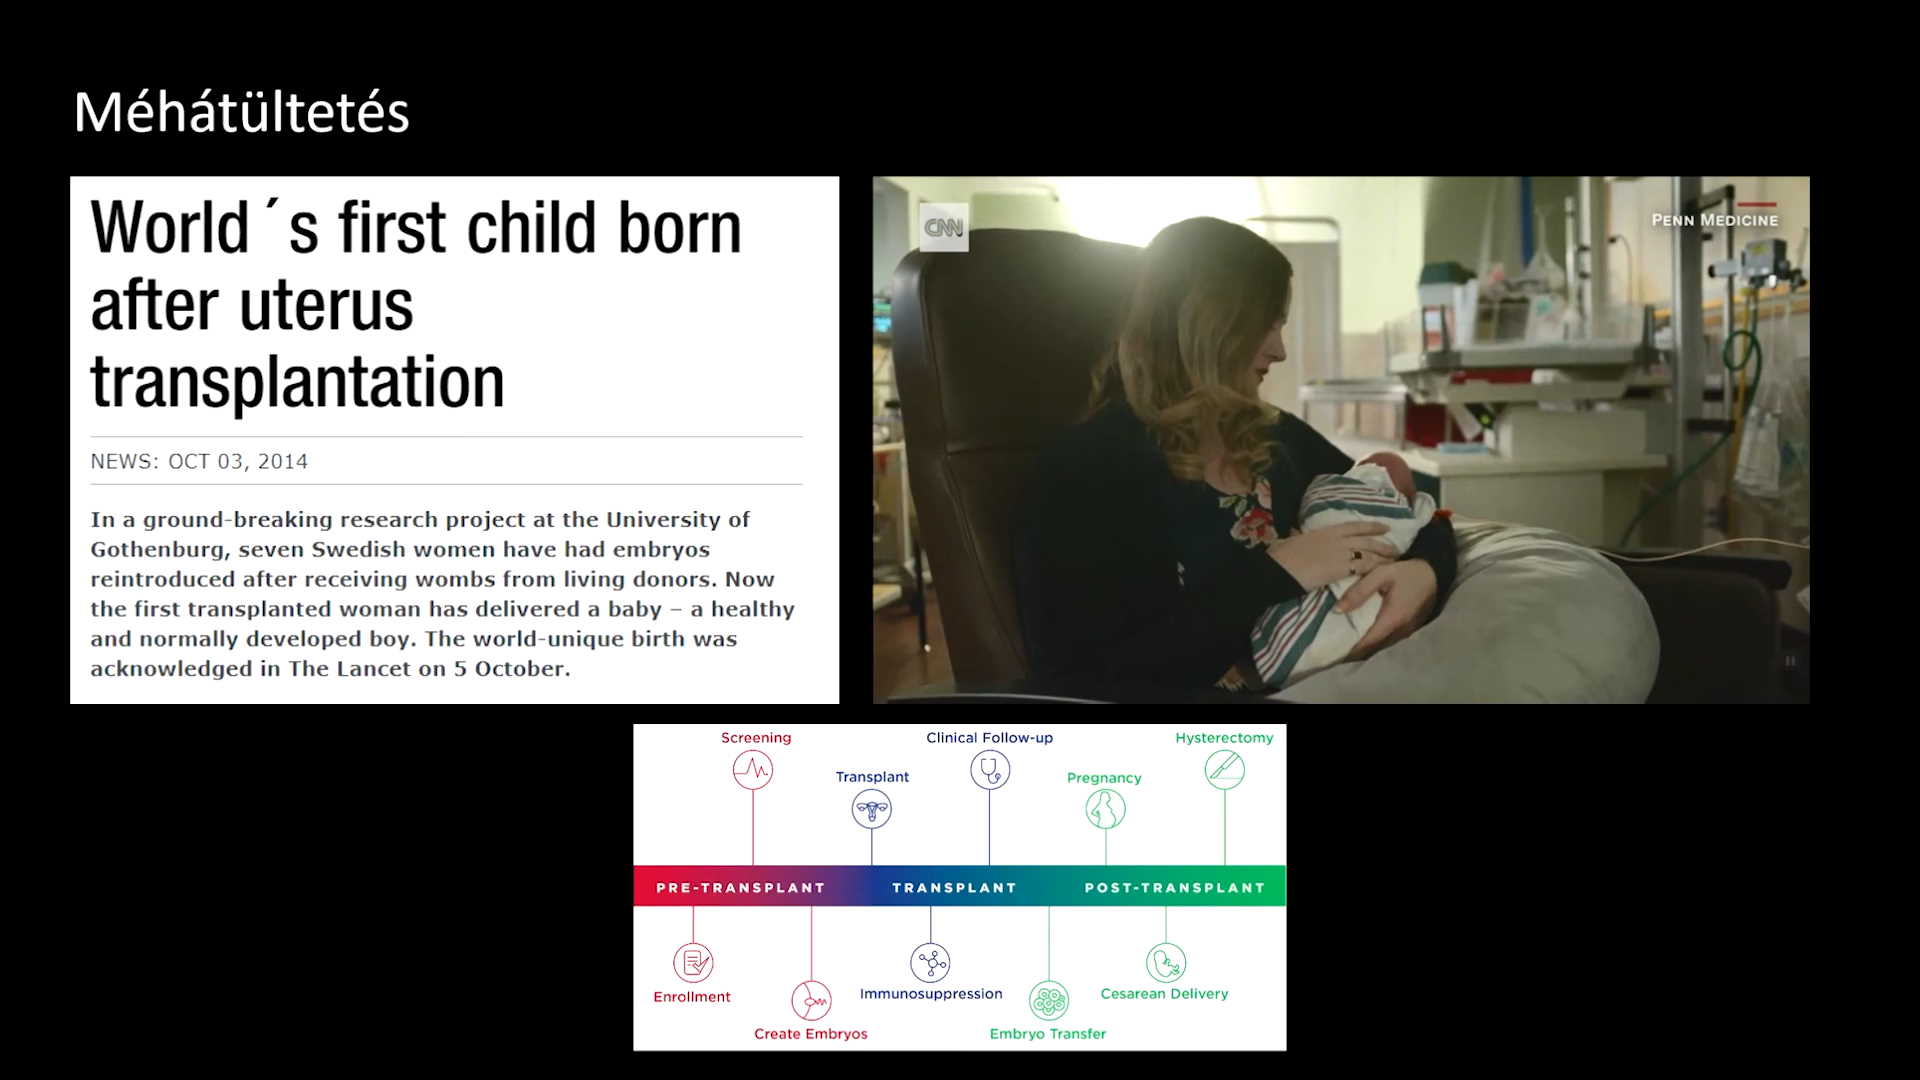 Méhátültetés
World´s first child born
after uterus
transplantation
NEWS: OCT 03, 2014
In a ground-breaking research project at the University of
Gothenburg, seven Swedish women have had embryos
reintroduced after receiving wombs from living donors. Now
the first transplanted woman has delivered a baby – a healthy
and normally developed boy. The world-unique birth was
acknowledged in The Lancet on 5 October.
CNN
PENN MEDICINE
Screening
Transplant
Clinical Follow-up
Pregnancy
Hysterectomy
PRE-TRANSPLANT
TRANSPLANT
POST-TRANSPLANT
Enrollment
Create Embryos
Immunosuppression
Embryo Transfer
Cesarean Delivery